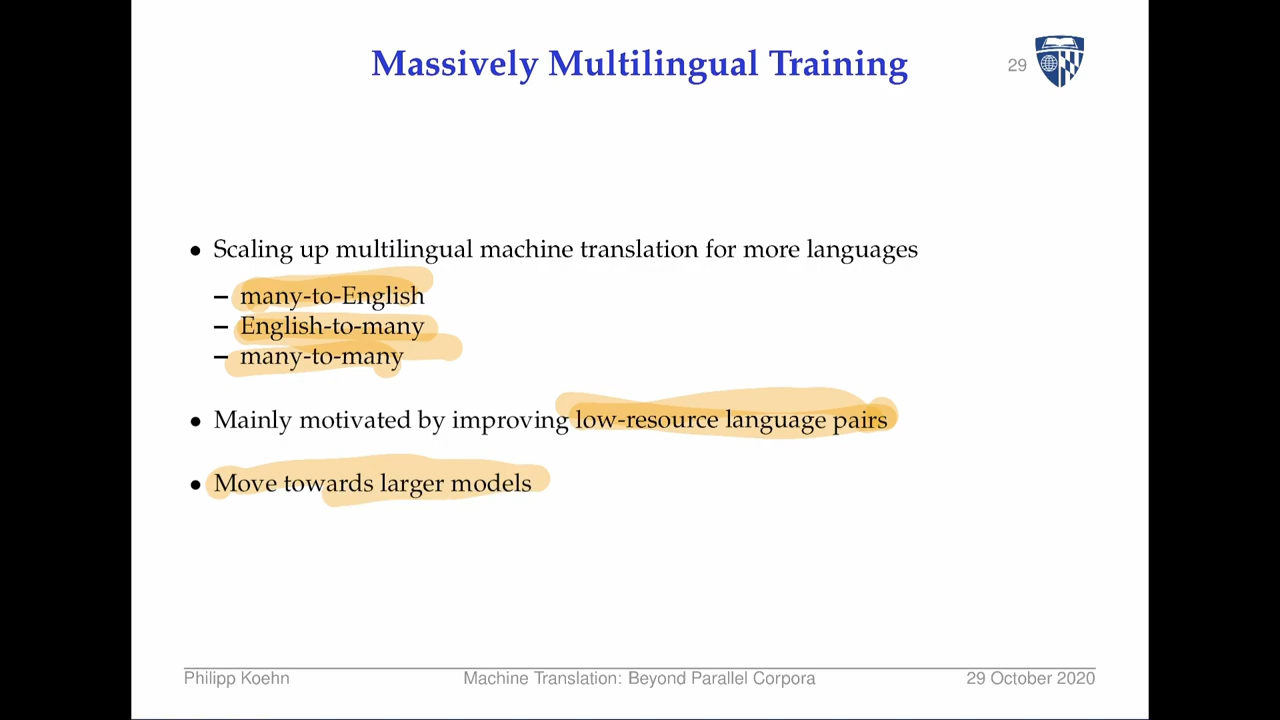 Massively Multilingual Training
29
• Scaling up multilingual machine translation for more languages
– many-to-English
– English-to-many
– many-to-many
• Mainly motivated by improving low-resource language pairs
• Move towards larger models
Philipp Koehn Machine Translation: Beyond Parallel Corpora 29 October 2020